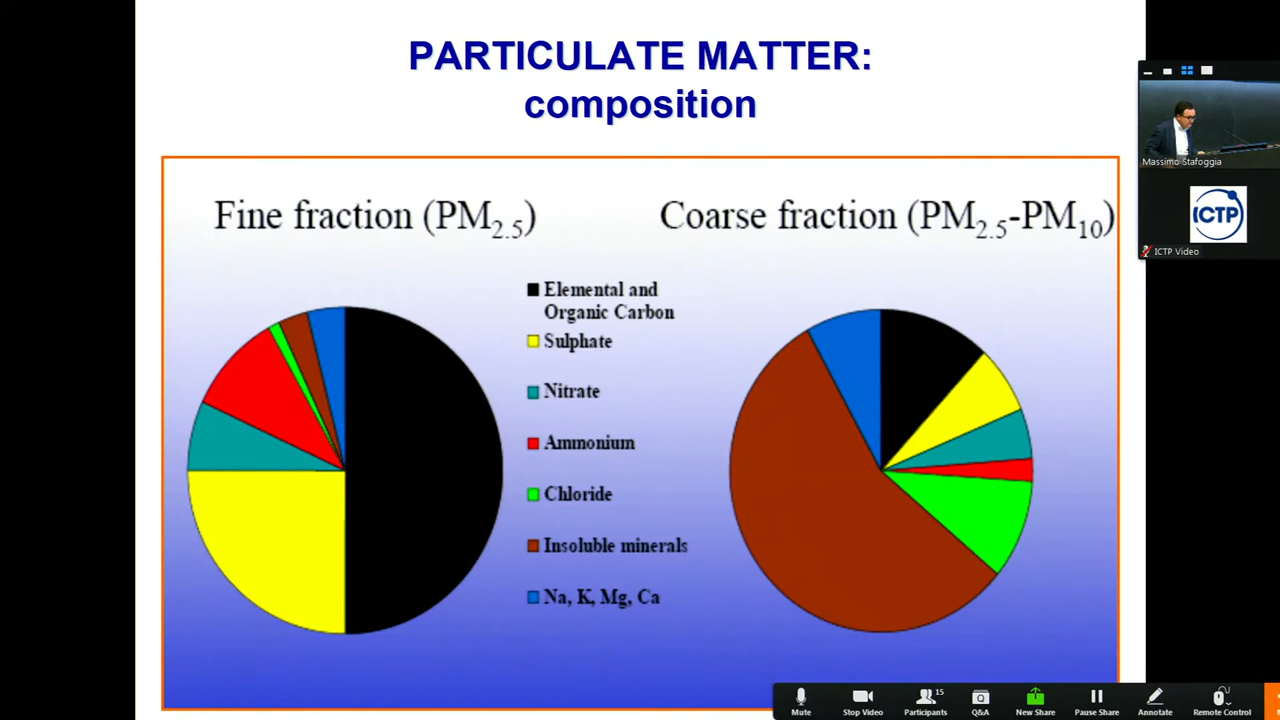 PARTICULATE MATTER:
composition
Fine fraction (PM2.5)
Coarse fraction (PM2.5-PM10)
Elemental and
Organic Carbon
Sulphate
Nitrate
Ammonium
Chloride
Insoluble minerals
Na, K, Mg, Ca
Massimo Stafoggia
ICTP
ICTP Video
Mute
Stop Video
15
Participants
Q
Q&A
New Share
Pause Share
Annotate
Remote Control